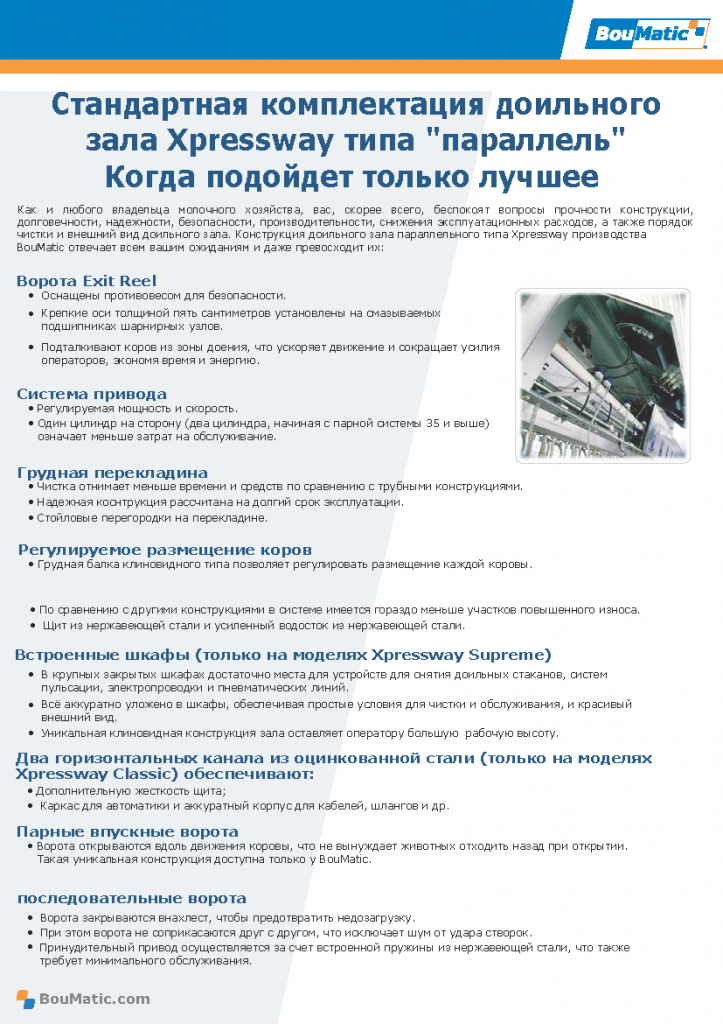 BouMatic
Стандартная комплектация доильного
зала Xpressway типа "параллель"
Когда подойдет только лучшее
Как и любого владельца молочного хозяйства, вас, скорее всего, беспокоят вопросы прочности конструкции,
долговечности, надежности, безопасности, производительности, снижения эксплуатационных расходов, а также порядок
чистки и внешний вид доильного зала. Конструкция доильного зала параллельного типа Xpressway производства
BouMatic отвечает всем вашим ожиданиям и даже превосходит их:
Ворота Exit Reel
• Оснащены противовесом для безопасности.
• Крепкие оси толщиной пять сантиметров установлены на смазываемых
подшипниках шарнирных узлов.
• Подталкивают коров из зоны доения, что ускоряет движение и сокращает усилия
операторов, экономя время и энергию.
Система привода
• Регулируемая мощность и скорость.
• Один цилиндр на сторону (два цилиндра, начиная с парной системы 35 и выше)
означает меньше затрат на обслуживание.
Грудная перекладина
• Чистка отнимает меньше времени и средств по сравнению с трубными конструкциями.
• Надежная коснтрукция рассчитана на долгий срок эксплуатации.
• Стойловые перегородки на перекладине.
Регулируемое размещение коров
• Грудная балка клиновидного типа позволяет регулировать размещение каждой коровы.
• По сравнению с другими конструкциями в системе имеется гораздо меньше участков повышенного износа.
• Щит из нержавеющей стали и усиленный водосток из нержавеющей стали.
Встроенные шкафы (только на моделях Xpressway Supreme)
• В крупных закрытых шкафах достаточно места для устройств для снятия доильных стаканов, систем
пульсации, электропроводки и пневматических линий.
• Всё аккуратно уложено в шкафы, обеспечивая простые условия для чистки и обслуживания, и красивый
внешний вид.
• Уникальная клиновидная конструкция зала оставляет оператору большую рабочую высоту.
Два горизонтальных канала из оцинкованной стали (только на моделях
Xpressway Classic) обеспечивают:
• Дополнительную жесткость щита;
• Каркас для автоматики и аккуратный корпус для кабелей, шлангов и др.
Парные впускные ворота
• Ворота открываются вдоль движения коровы, что не вынуждает животных отходить назад при открытии.
Такая уникальная конструкция доступна только у BouMatic.
последовательные ворота
• Ворота закрываются внахлест, чтобы предотвратить недозагрузку.
• При этом ворота не соприкасаются друг с другом, что исключает шум от удара створок.
• Принудительный привод осуществляется за счет встроенной пружины из нержавеющей стали, что также
требует минимального обслуживания.
BouMatic.com